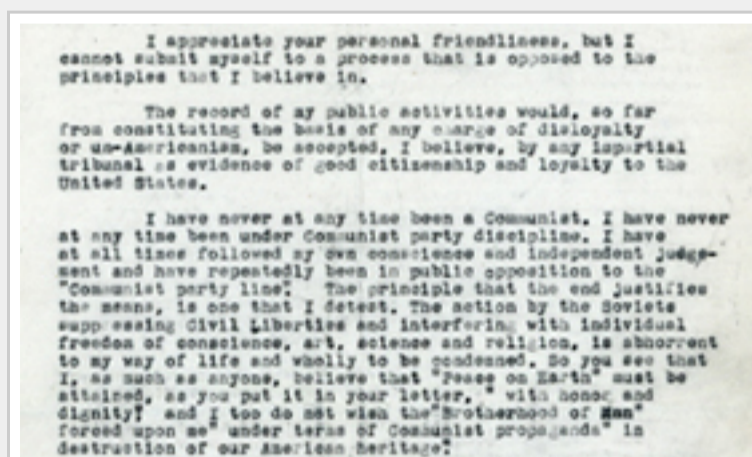 I appreciate your personal friendliness, but I
cannot submit myself to a process that is opposed to the
principles that I believe in.
The record of my public activities would, so far
from constituting the basis of any charge of disloyalty
or un-Americanism, be accepted, I believe, by any impartial
tribunal as evidence of good citizenship and loyalty to the
United States.
I have never at any time been a Communist. I have never
at any time been under Communist party discipline. I have
at all times followed my own conscience and independent judge-
ment and have repeatedly been in public opposition to the
"Communist party line". The principle that the end justifies
the means, is one that I detest. The action by the Soviets
suppressing Civil Liberties and interfering with individual
freedom of conscience, art, science and religion, is abhorrent
to my way of life and wholly to be condemned. So you see that
I, as much as anyone, believe that "Peace on Earth" must be
attained, as you put it in your letter, " with honor and
dignity" and I too do not wish the "Brotherhood of Man"
forced upon me" under terms of Communist propaganda" in
destruction of our American heritage"